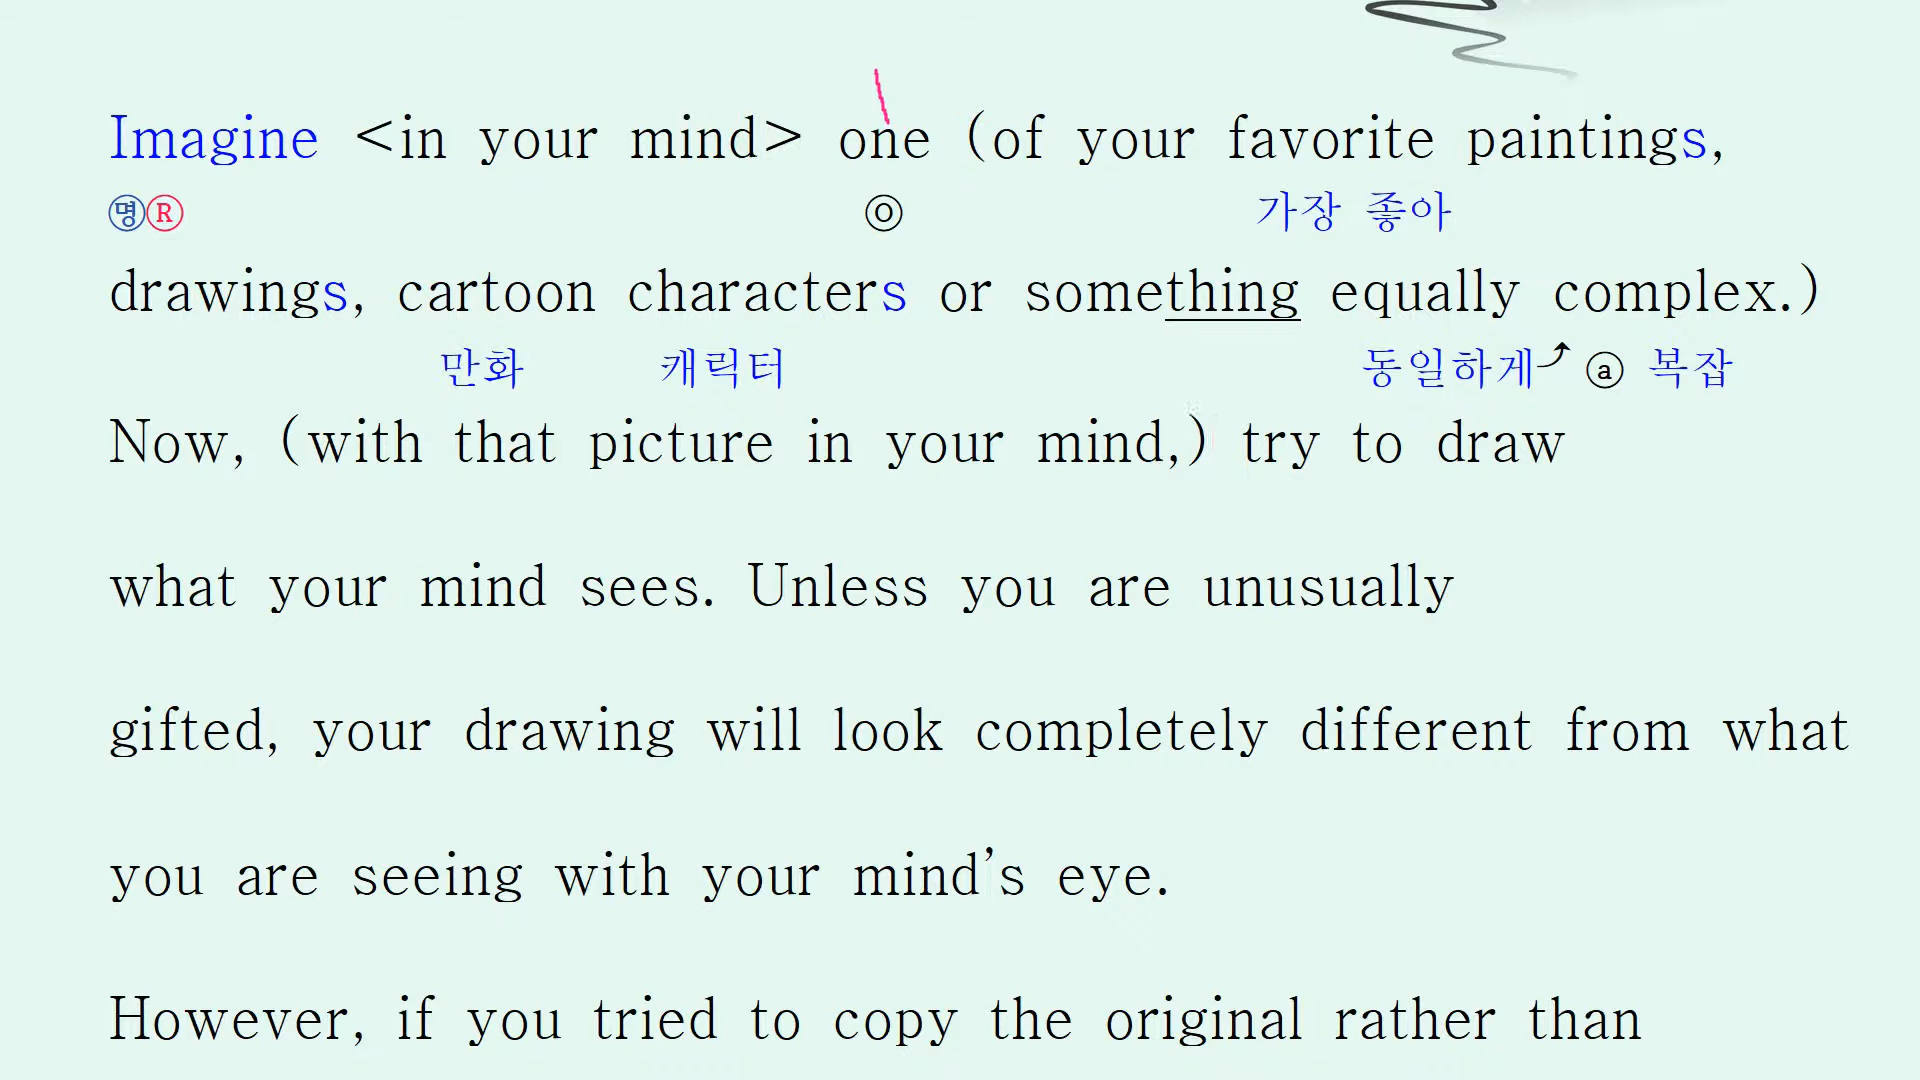 Imagine <in your mind> one (of your favorite paintings,
명 R O 가장 좋아
drawings, cartoon characters or something equally complex.)
만화 캐릭터 동일하게 a 복잡
Now, (with that picture in your mind,) try to draw
what your mind sees. Unless you are unusually
gifted, your drawing will look completely different from what
you are seeing with your mind's eye.
However, if you tried to copy the original rather than